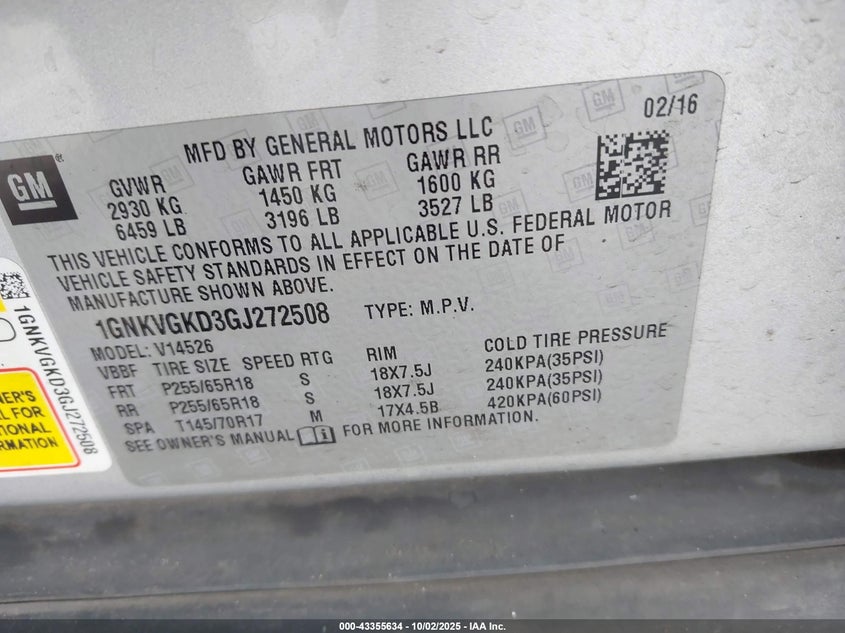 02/16
MFD BY GENERAL MOTORS LLC
GM
GVWR GAWR FRT GAWR RR
2930 KG 1450 KG 1600 KG
6459 LB 3196 LB 3527 LB
THIS VEHICLE CONFORMS TO ALL APPLICABLE U.S. FEDERAL MOTOR
VEHICLE SAFETY STANDARDS IN EFFECT ON THE DATE OF
MANUFACTURE SHOWN ABOVE.
1GNKVGKD3GJ272508 TYPE: M.P.V.
MODEL: V14526
VBBF TIRE SIZE SPEED RTG RIM COLD TIRE PRESSURE
FRT P255/65R18 S 18X7.5J 240KPA(35PSI)
RR P255/65R18 S 18X7.5J 240KPA(35PSI)
SPA T145/70R17 M 17X4.5B 420KPA(60PSI)
SEE OWNER'S MANUAL FOR MORE INFORMATION.
1GNKVGKD3GJ272508
NER'S
L FOR
IONAL
RMATION
000-43355634 - 10/02/2025 - IAA Inc.